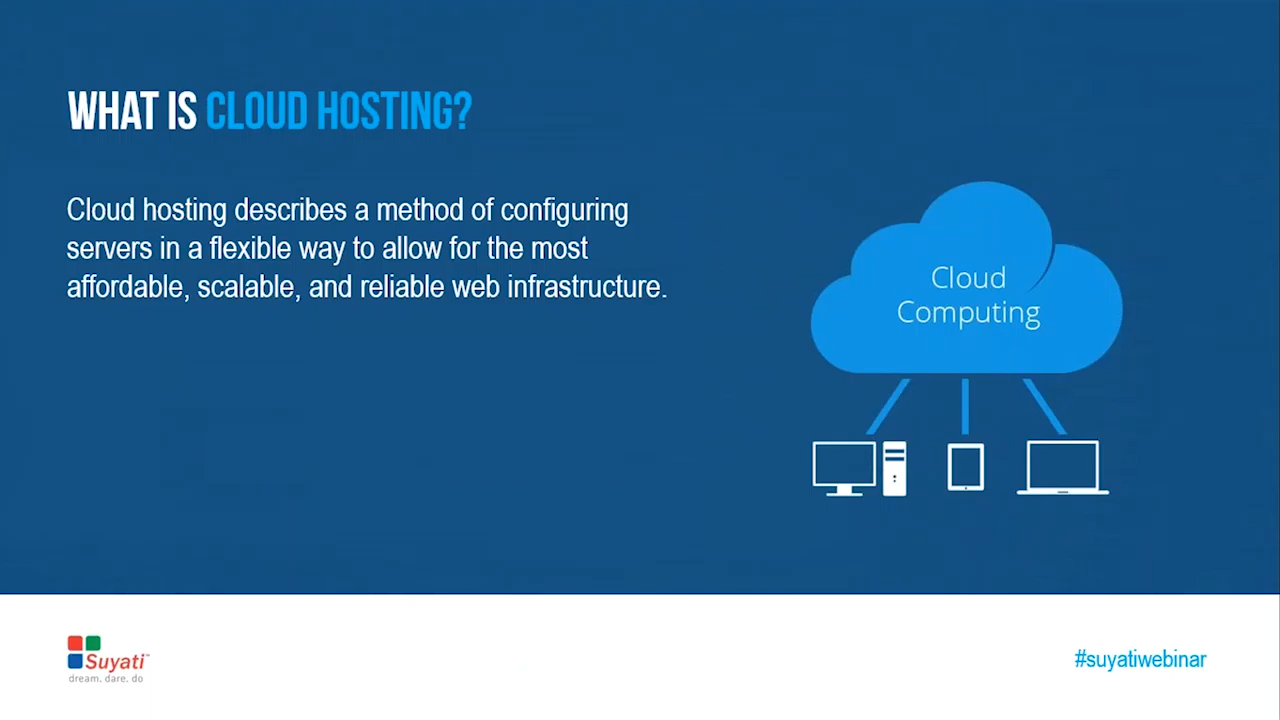 WHAT IS CLOUD HOSTING?
Cloud hosting describes a method of configuring
servers in a flexible way to allow for the most
affordable, scalable, and reliable web infrastructure.
Cloud
Computing
Suyati™
dream. dare. do
#suyatiwebinar